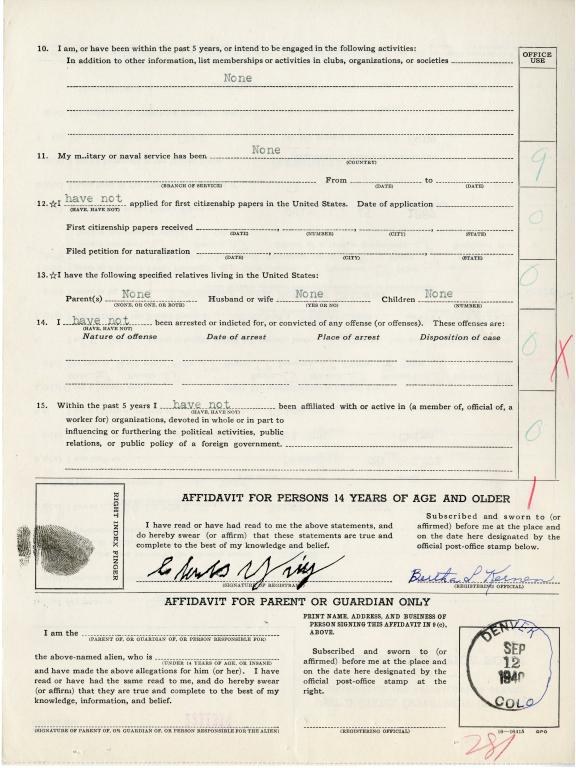 10. I am, or have been within the past 5 years, or intend to be engaged in the following activities:
In addition to other information, list memberships or activities in clubs, organizations, or societies
None
OFFICE USE
11. My military or naval service has been None
(COUNTRY)
9
From to
(BRANCH OF SERVICE) (DATE) (DATE)
12. ☆I have not applied for first citizenship papers in the United States. Date of application
(HAVE, HAVE NOT)
0
First citizenship papers received
(DATE) (NUMBER) (CITY) (STATE)
Filed petition for naturalization
(DATE) (CITY) (STATE)
13. ☆I have the following specified relatives living in the United States:
0
Parent(s) None Husband or wife None Children None
(NONE, OR ONE, OR BOTH) (YES OR NO) (NUMBER)
14. I have not been arrested or indicted for, or convicted of any offense (or offenses). These offenses are:
(HAVE, HAVE NOT)
Nature of offense Date of arrest Place of arrest Disposition of case
0
X
15. Within the past 5 years I have not been affiliated with or active in (a member of, official of, a
(HAVE, HAVE NOT)
worker for) organizations, devoted in whole or in part to
influencing or furthering the political activities, public
relations, or public policy of a foreign government.
0
RIGHT INDEX FINGER
AFFIDAVIT FOR PERSONS 14 YEARS OF AGE AND OLDER
I have read or have had read to me the above statements, and
do hereby swear (or affirm) that these statements are true and
complete to the best of my knowledge and belief.
(SIGNATURE OF REGISTRANT)
Subscribed and sworn to (or
affirmed) before me at the place and
on the date here designated by the
official post-office stamp below.
Bertha L Kernen
(REGISTERING OFFICIAL)
AFFIDAVIT FOR PARENT OR GUARDIAN ONLY
I am the
(PARENT OF, OR GUARDIAN OF, OR PERSON RESPONSIBLE FOR)
the above-named alien, who is
(UNDER 14 YEARS OF AGE, OR INSANE)
and have made the above allegations for him (or her). I have
read or have had the same read to me, and do hereby swear
(or affirm) that they are true and complete to the best of my
knowledge, information, and belief.
(SIGNATURE OF PARENT OF, OR GUARDIAN OF, OR PERSON RESPONSIBLE FOR THE ALIEN)
PRINT NAME, ADDRESS, AND BUSINESS OF
PERSON SIGNING THIS AFFIDAVIT IN 9 (c),
ABOVE.
Subscribed and sworn to (or
affirmed) before me at the place and
on the date here designated by the
official post-office stamp at the
right.
(REGISTERING OFFICIAL)
DENVER
SEP
12
1940
COLO
16—16415 GPO
281